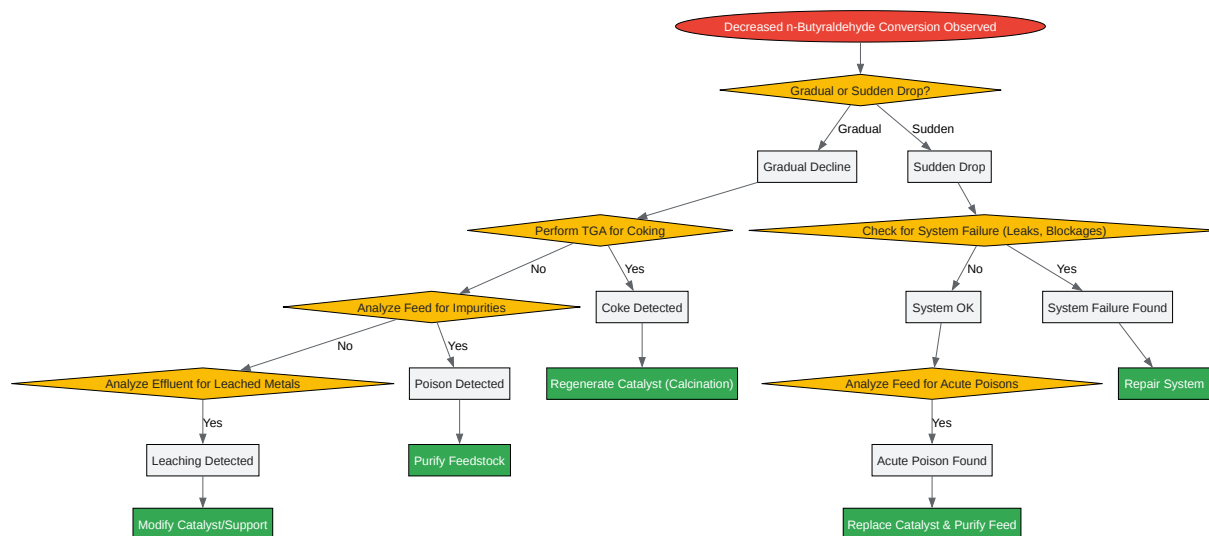 Decreased n-Butyraldehyde Conversion Observed
Gradual or Sudden Drop?
Gradual
Sudden
Gradual Decline
Sudden Drop
Perform TGA for Coking
Check for System Failure (Leaks, Blockages)
No
Yes
No
Yes
Analyze Feed for Impurities
Coke Detected
System OK
System Failure Found
No
Yes
Analyze Effluent for Leached Metals
Poison Detected
Regenerate Catalyst (Calcination)
Analyze Feed for Acute Poisons
Repair System
Yes
Yes
Leaching Detected
Purify Feedstock
Acute Poison Found
Modify Catalyst/Support
Replace Catalyst & Purify Feed